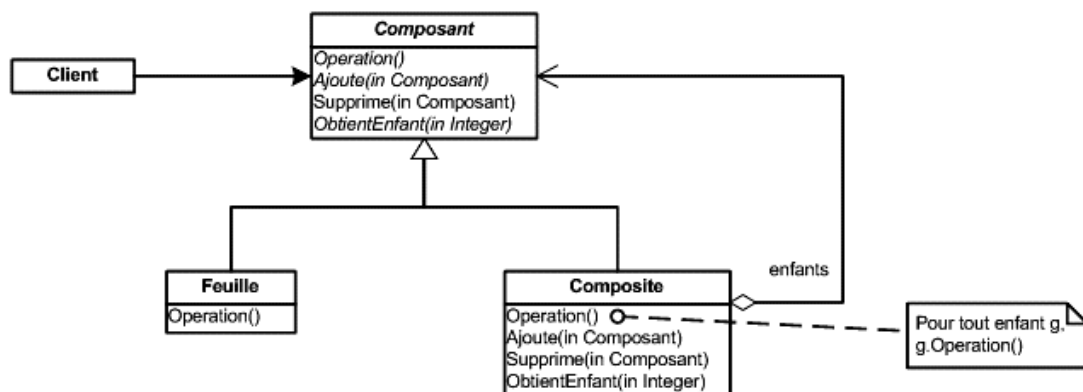 Composant
Operation()
Ajoute(in Composant)
Supprime(in Composant)
ObtientEnfant(in Integer)
Client
Feuille
Operation()
Composite
Operation()
Ajoute(in Composant)
Supprime(in Composant)
ObtientEnfant(in Integer)
enfants
Pour tout enfant g,
g.Operation()